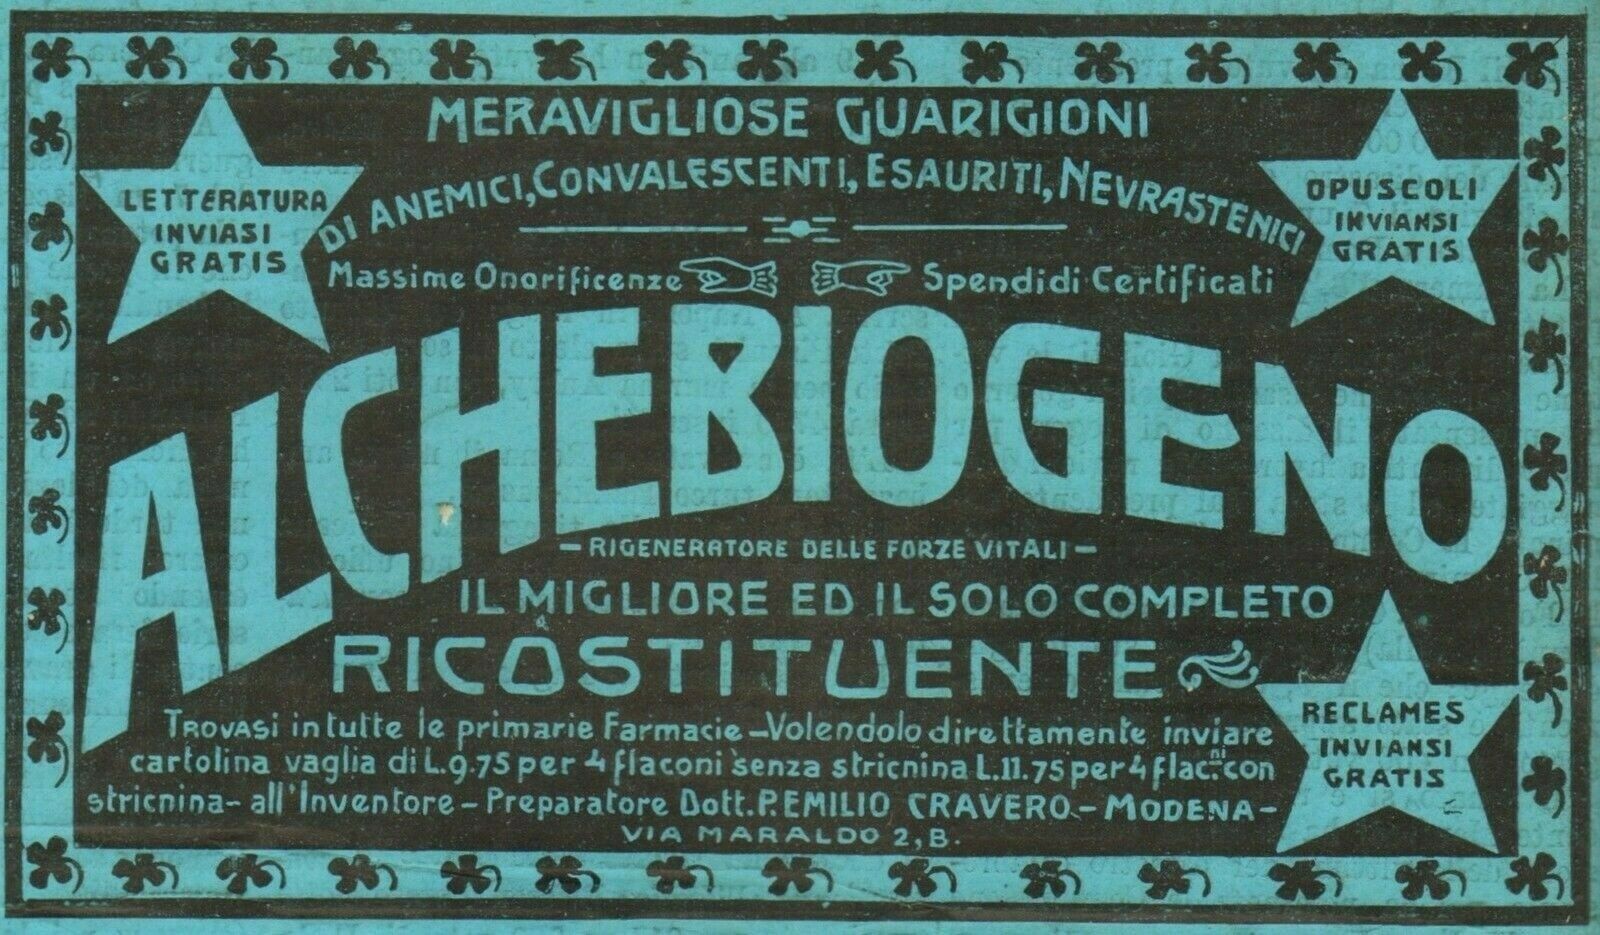 MERAVIGLIOSE GUARIGIONI
DI ANEMICI, CONVALESCENTI, ESAURITI, NEVRASTENICI
LETTERATURA
INVIASI
GRATIS
OPUSCOLI
INVIANSI
GRATIS
Massime Onorificenze Spendidi Certificati
ALCHEBIOGENO
– RIGENERATORE DELLE FORZE VITALI –
IL MIGLIORE ED IL SOLO COMPLETO
RICOSTITUENTE
TROVASI in tutte le primarie Farmacie – Volendolo direttamente inviare
cartolina vaglia di L. 9.75 per 4 flaconi senza stricnina L. 11.75 per 4 flac.ni con
stricnina - all'Inventore - Preparatore Dott. P. EMILIO CRAVERO. - MODENA -
VIA MARALDO 2, B.
RECLAMES
INVIANSI
GRATIS